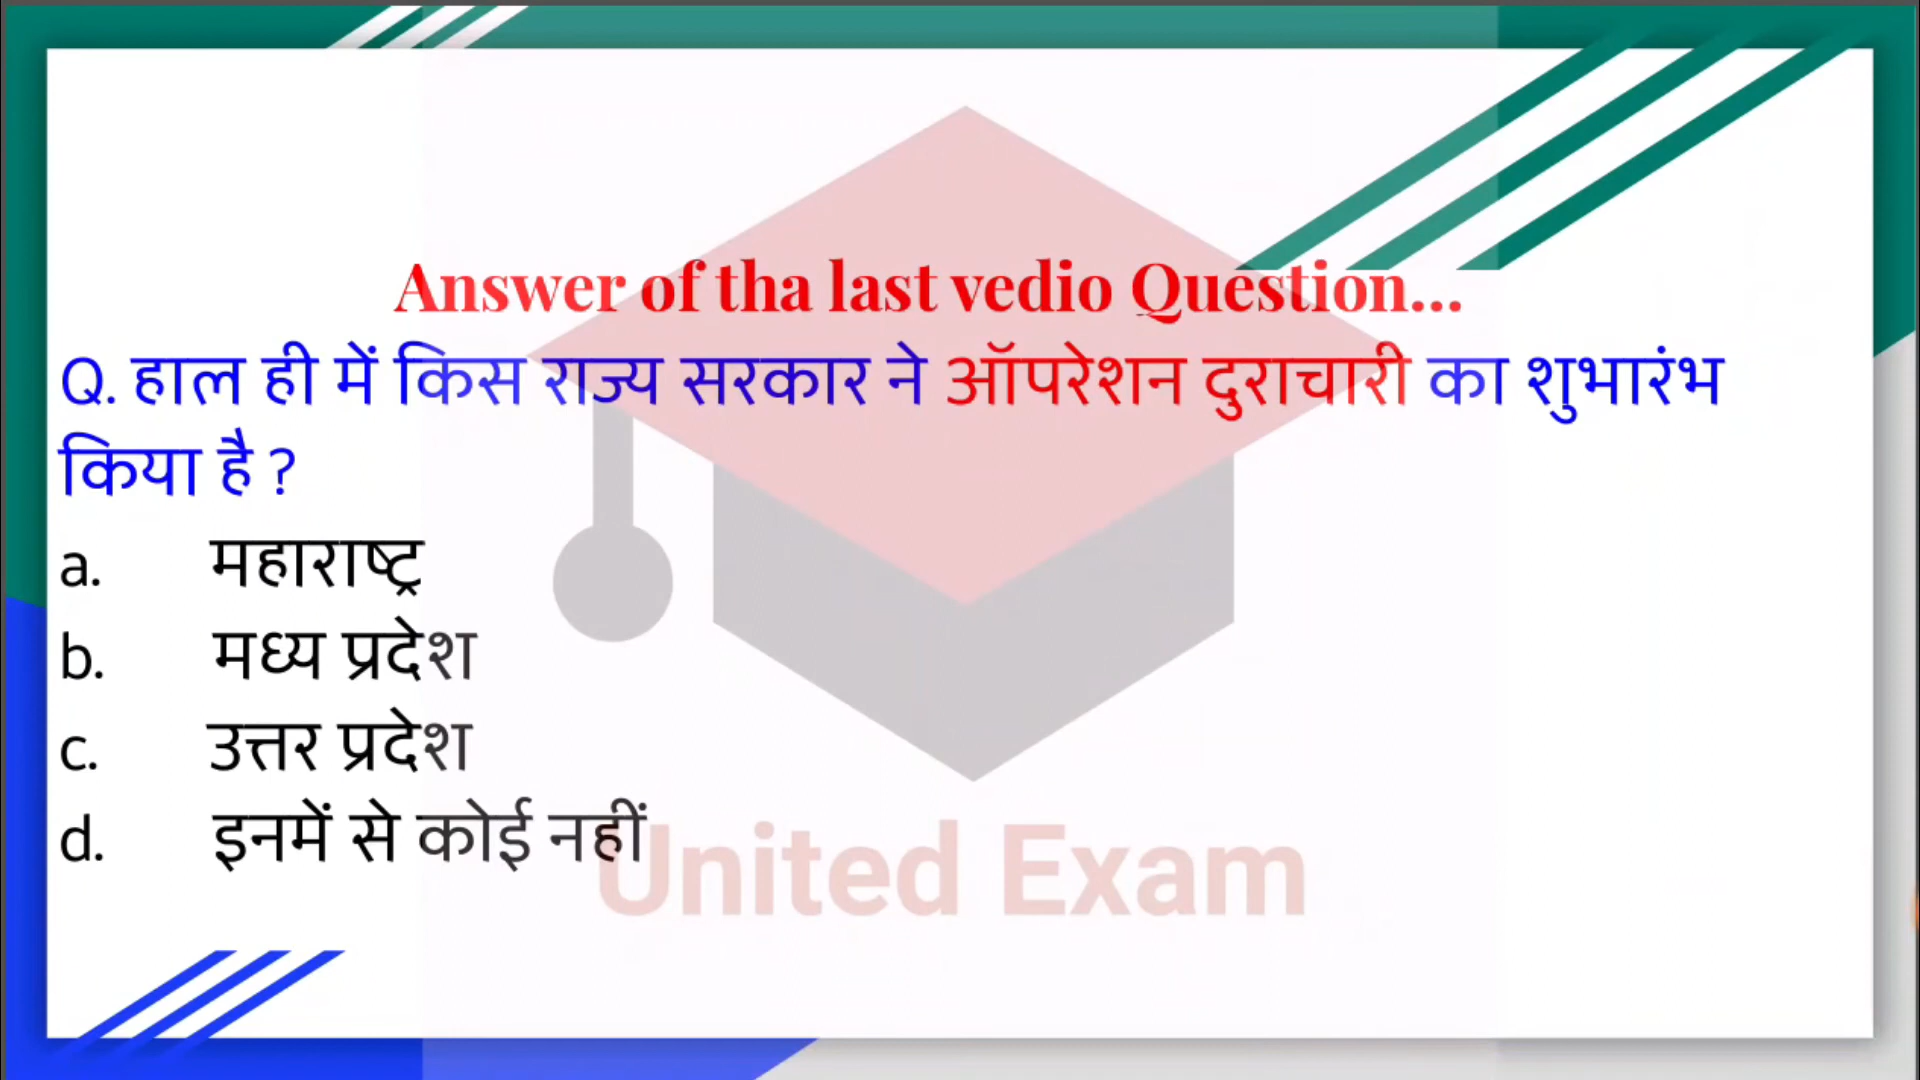 Answer of tha last vedio Question...
Q. हाल ही में किस राज्य सरकार ने ऑपरेशन दुराचारी का शुभारंभ
किया है ?
a. महाराष्ट्र
b. मध्य प्रदेश
c. उत्तर प्रदेश
d. इनमें से कोई नहीं
United Exam